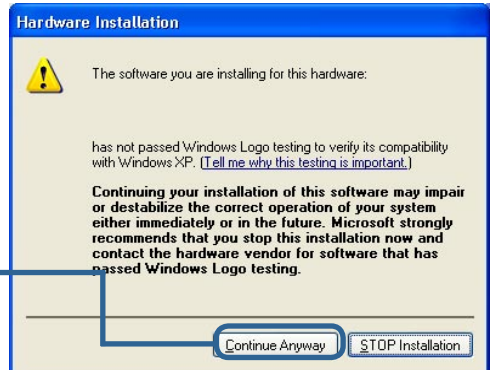 Hardware Installation
The software you are installing for this hardware:
has not passed Windows Logo testing to verify its compatibility
with Windows XP. (Tell me why this testing is important.)
Continuing your installation of this software may impair
or destabilize the correct operation of your system
either immediately or in the future. Microsoft strongly
recommends that you stop this installation now and
contact the hardware vendor for software that has
passed Windows Logo testing.
Continue Anyway STOP Installation